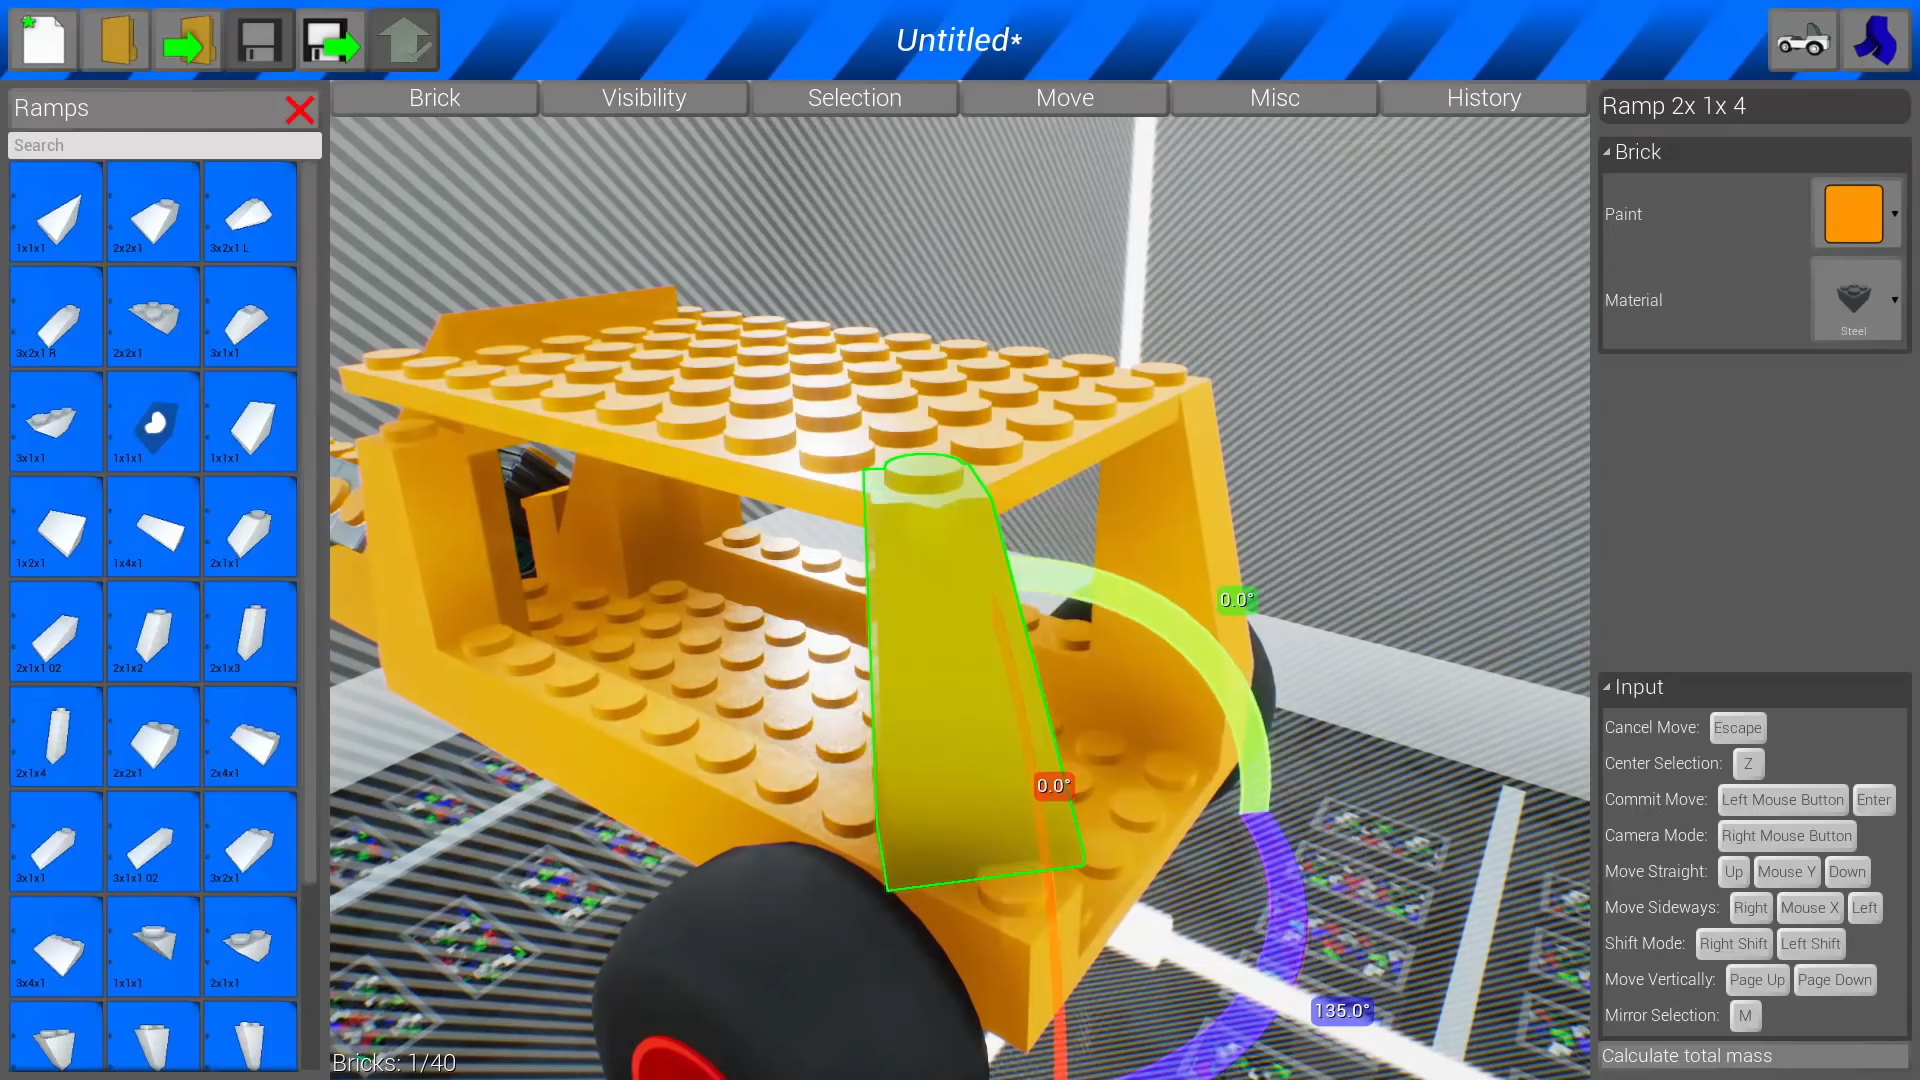 Untitled*
Ramps
Search
1x1x1
2x2x1
3x2x1 L
3x2x1 R
2x2x1
3x1x1
3x1x1
1x1x1
1x1x1
1x2x1
1x4x1
2x1x1
2x1x1 02
2x1x2
2x1x3
2x1x4
2x2x1
2x4x1
3x1x1
3x1x1 02
3x2x1
3x4x1
1x1x1
2x1x1
Brick
Visibility
Selection
Move
Misc
History
0.0°
0.0°
135.0°
Bricks: 1/40
Ramp 2x 1x 4
Brick
Paint
Material
Steel
Input
Cancel Move: Escape
Center Selection: Z
Commit Move: Left Mouse Button Enter
Camera Mode: Right Mouse Button
Move Straight: Up Mouse Y Down
Move Sideways: Right Mouse X Left
Shift Mode: Right Shift Left Shift
Move Vertically: Page Up Page Down
Mirror Selection: M
Calculate total mass